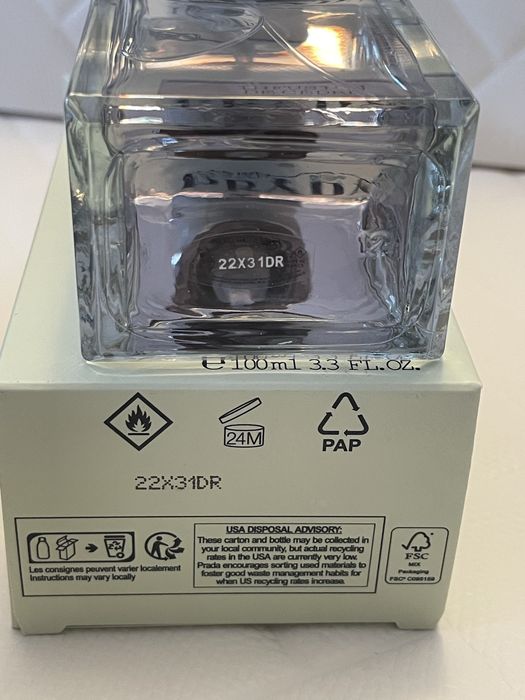 PRADA
22X31DR
e 100ml 3.3 FL.OZ.
24M
PAP
22X31DR
Les consignes peuvent varier localement
Instructions may vary locally
USA DISPOSAL ADVISORY:
These carton and bottle may be collected in
your local community, but actual recycling
rates in the USA are currently very low.
Prada encourages sorting used materials to
foster good waste management habits for
when US recycling rates increase.
FSC
MIX
Packaging